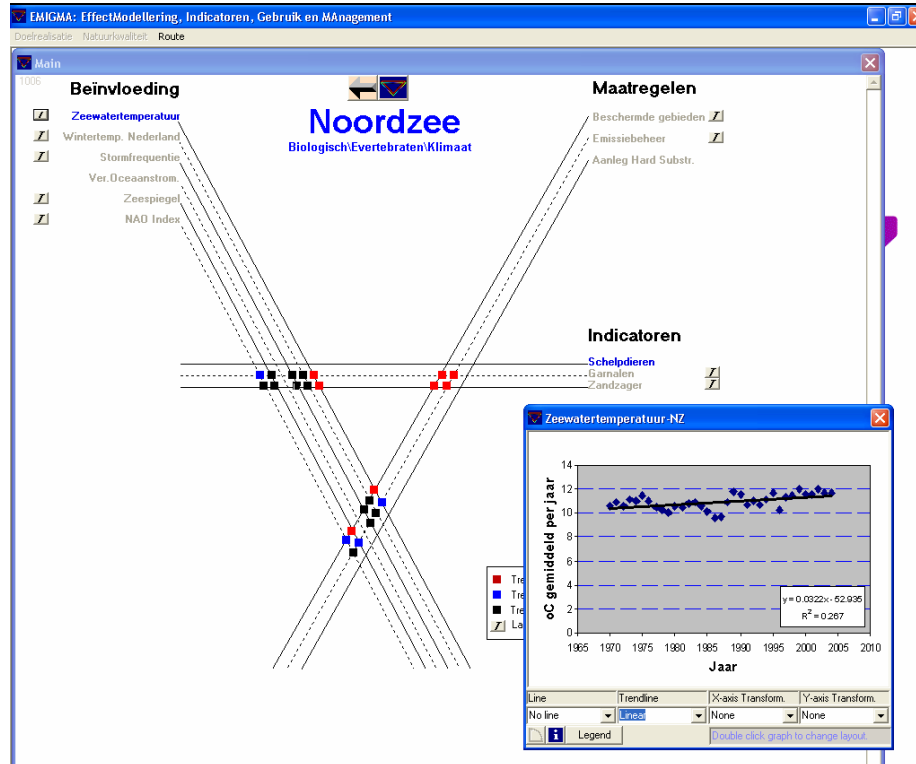 EMIGMA: EffectModellering, Indicatoren, Gebruik en MAnagement
Doelrealisatie Natuurkwaliteit Route
Main
1006
Beïnvloeding
Zeewatertemperatuur
I
Wintertemp. Nederland
I
Stormfrequentie
I
Ver.Oceaanstrom.
Zeespiegel
I
NAO Index
I
Noordzee
Biologisch\Evertebraten\Klimaat
Maatregelen
Beschermde gebieden I
Emissiebeheer I
Aanleg Hard Substr.
Indicatoren
Schelpdieren
Garnalen I
Zandzager I
Tre
Tre
Tre
I La
Zeewatertemperatuur-NZ
oC gemiddeld per jaar
14
12
10
8
6
4
2
0
y = 0.0322x - 52.935
R² = 0.267
1965 1970 1975 1980 1985 1990 1995 2000 2005 2010
Jaar
Line Trendline X-axis Transform. Y-axis Transform.
No line Linear None None
i Legend Double click graph to change layout.